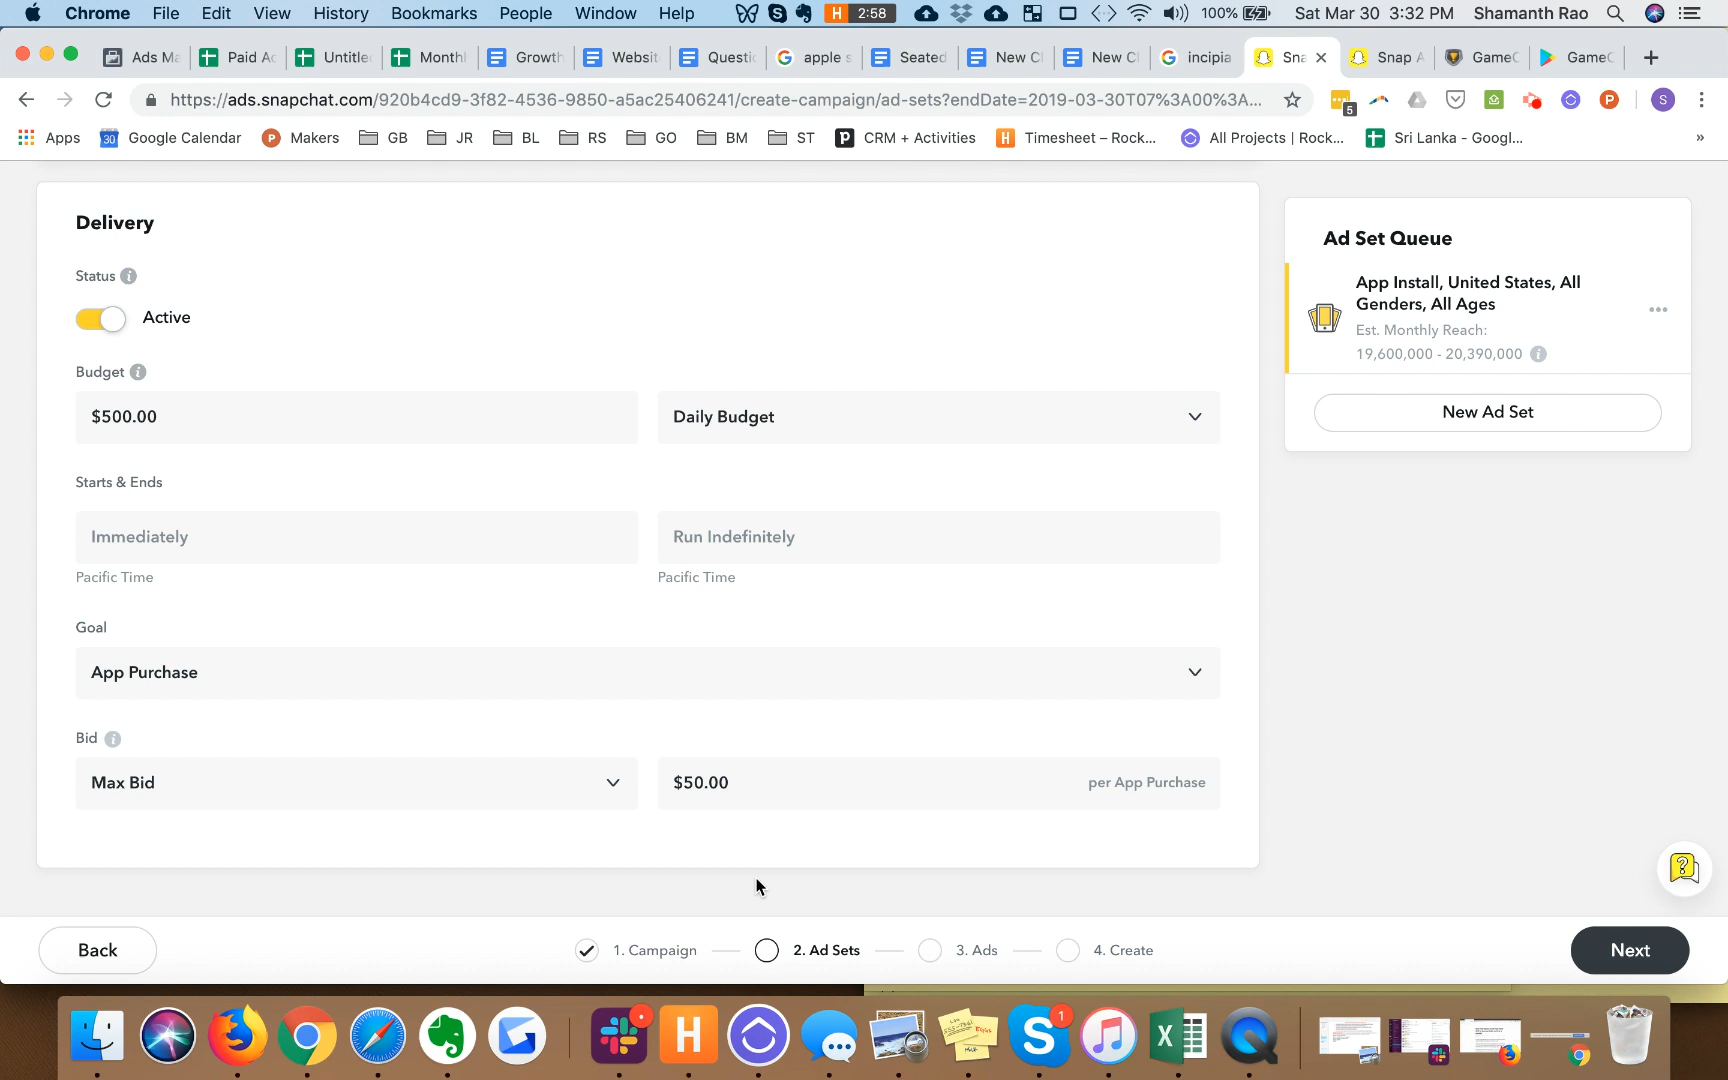 Chrome File Edit View History Bookmarks People Window Help H 2:58 100% Sat Mar 30 3:32 PM Shamanth Rao
Ads Ma Paid Ac Untitle Month Growth Websit Questi apple s Seated New Cl New Cl incipia Sna Snap A GameC GameC
https://ads.snapchat.com/920b4cd9-3f82-4536-9850-a5ac25406241/create-campaign/ad-sets?endDate=2019-03-30T07%3A00%3A... 5 P S
Apps 30 Google Calendar P Makers GB JR BL RS GO BM ST p CRM + Activities H Timesheet – Rock... All Projects | Rock... Sri Lanka - Googl... »
Delivery
Status
Active
Budget
$500.00 Daily Budget
Starts & Ends
Immediately Run Indefinitely
Pacific Time Pacific Time
Goal
App Purchase
Bid
Max Bid $50.00 per App Purchase
Ad Set Queue
App Install, United States, All
Genders, All Ages
Est. Monthly Reach:
19,600,000 - 20,390,000
New Ad Set
Back 1. Campaign 2. Ad Sets 3. Ads 4. Create Next
H S 1 X